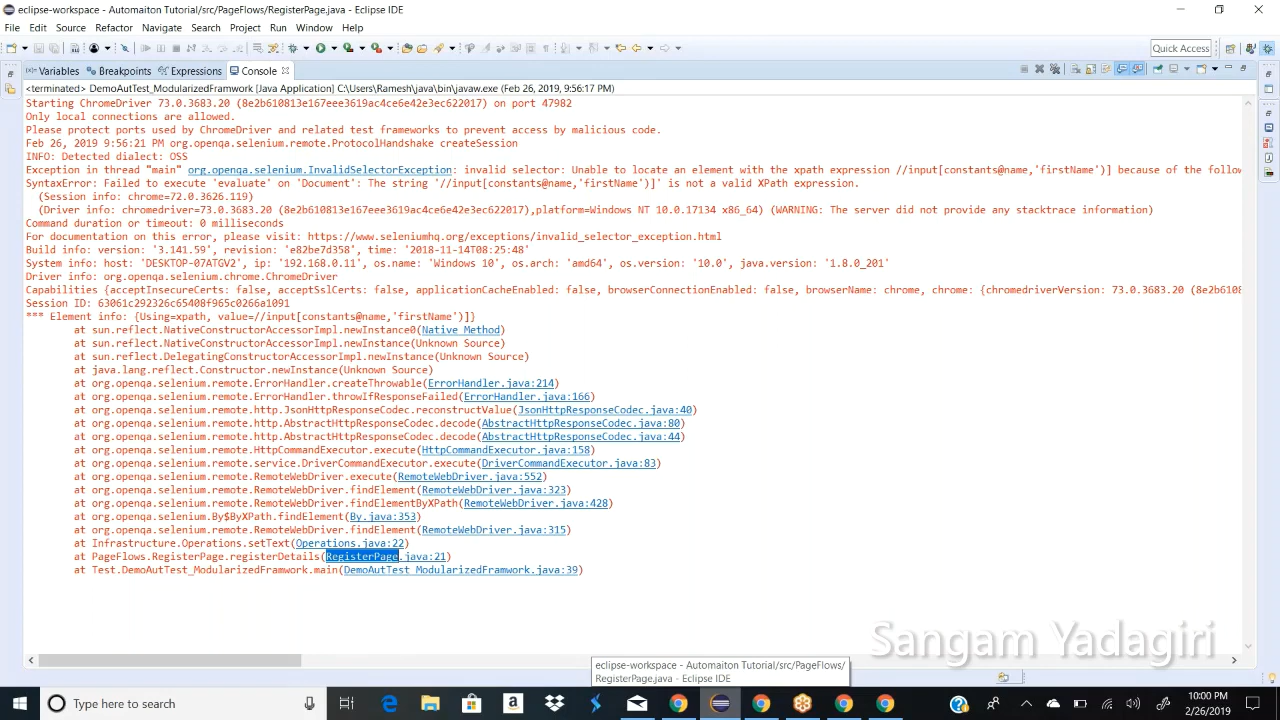 eclipse-workspace - Automaiton Tutorial/src/PageFlows/RegisterPage.java - Eclipse IDE
File Edit Source Refactor Navigate Search Project Run Window Help
Quick Access
Variables Breakpoints Expressions Console
<terminated> DemoAutTest_ModularizedFramwork [Java Application] C:\Users\Ramesh\java\bin\javaw.exe (Feb 26, 2019, 9:56:17 PM)
Starting ChromeDriver 73.0.3683.20 (8e2b610813e167eee3619ac4ce6e42e3ec622017) on port 47982
Only local connections are allowed.
Please protect ports used by ChromeDriver and related test frameworks to prevent access by malicious code.
Feb 26, 2019 9:56:21 PM org.openqa.selenium.remote.ProtocolHandshake createSession
INFO: Detected dialect: OSS
Exception in thread "main" org.openqa.selenium.InvalidSelectorException: invalid selector: Unable to locate an element with the xpath expression //input[constants@name,'firstName')] because of the follow
SyntaxError: Failed to execute 'evaluate' on 'Document': The string '//input[constants@name,'firstName')]' is not a valid XPath expression.
(Session info: chrome=72.0.3626.119)
(Driver info: chromedriver=73.0.3683.20 (8e2b610813e167eee3619ac4ce6e42e3ec622017),platform=Windows NT 10.0.17134 x86_64) (WARNING: The server did not provide any stacktrace information)
Command duration or timeout: 0 milliseconds
For documentation on this error, please visit: https://www.seleniumhq.org/exceptions/invalid_selector_exception.html
Build info: version: '3.141.59', revision: 'e82be7d358', time: '2018-11-14T08:25:48'
System info: host: 'DESKTOP-07ATGV2', ip: '192.168.0.11', os.name: 'Windows 10', os.arch: 'amd64', os.version: '10.0', java.version: '1.8.0_201'
Driver info: org.openqa.selenium.chrome.ChromeDriver
Capabilities {acceptInsecureCerts: false, acceptSslCerts: false, applicationCacheEnabled: false, browserConnectionEnabled: false, browserName: chrome, chrome: {chromedriverVersion: 73.0.3683.20 (8e2b610
Session ID: 63061c292326c65408f965c0266a1091
*** Element info: {Using=xpath, value=//input[constants@name,'firstName')]}
at sun.reflect.NativeConstructorAccessorImpl.newInstance0(Native Method)
at sun.reflect.NativeConstructorAccessorImpl.newInstance(Unknown Source)
at sun.reflect.DelegatingConstructorAccessorImpl.newInstance(Unknown Source)
at java.lang.reflect.Constructor.newInstance(Unknown Source)
at org.openqa.selenium.remote.ErrorHandler.createThrowable(ErrorHandler.java:214)
at org.openqa.selenium.remote.ErrorHandler.throwIfResponseFailed(ErrorHandler.java:166)
at org.openqa.selenium.remote.http.JsonHttpResponseCodec.reconstructValue(JsonHttpResponseCodec.java:40)
at org.openqa.selenium.remote.http.AbstractHttpResponseCodec.decode(AbstractHttpResponseCodec.java:80)
at org.openqa.selenium.remote.http.AbstractHttpResponseCodec.decode(AbstractHttpResponseCodec.java:44)
at org.openqa.selenium.remote.HttpCommandExecutor.execute(HttpCommandExecutor.java:158)
at org.openqa.selenium.remote.service.DriverCommandExecutor.execute(DriverCommandExecutor.java:83)
at org.openqa.selenium.remote.RemoteWebDriver.execute(RemoteWebDriver.java:552)
at org.openqa.selenium.remote.RemoteWebDriver.findElement(RemoteWebDriver.java:323)
at org.openqa.selenium.remote.RemoteWebDriver.findElementByXPath(RemoteWebDriver.java:428)
at org.openqa.selenium.By$ByXPath.findElement(By.java:353)
at org.openqa.selenium.remote.RemoteWebDriver.findElement(RemoteWebDriver.java:315)
at Infrastructure.Operations.setText(Operations.java:22)
at PageFlows.RegisterPage.registerDetails(RegisterPage.java:21)
at Test.DemoAutTest_ModularizedFramwork.main(DemoAutTest_ModularizedFramwork.java:39)
Sangam Yadagiri
eclipse-workspace - Automaiton Tutorial/src/PageFlows/
RegisterPage.java - Eclipse IDE
Type here to search
10:00 PM
2/26/2019